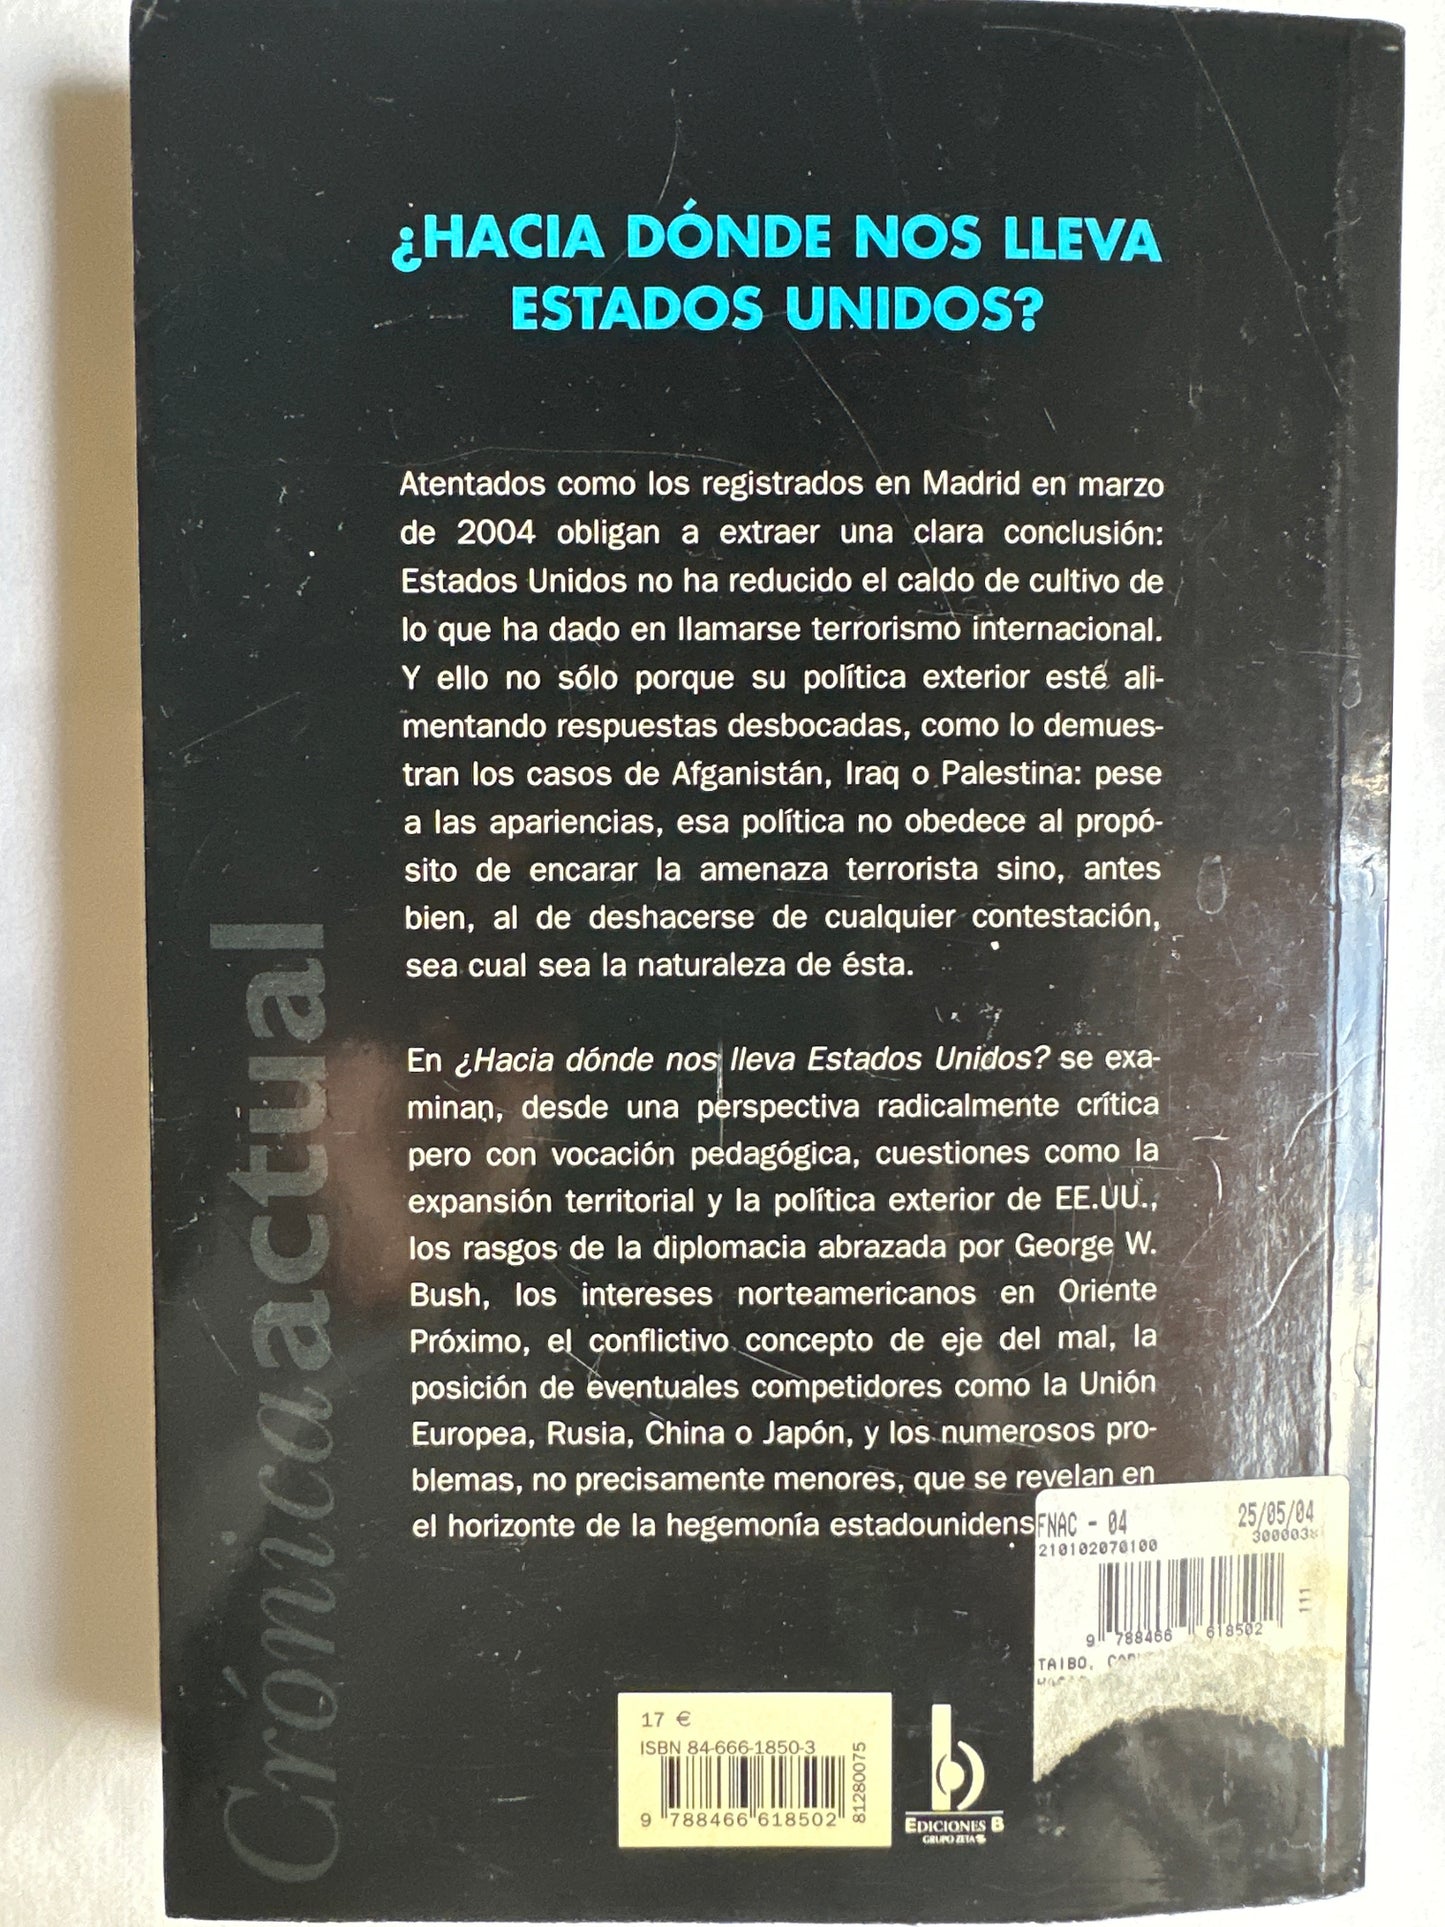 ¿HACIA DÓNDE NOS LLEVA
ESTADOS UNIDOS?
Atentados como los registrados en Madrid en marzo
de 2004 obligan a extraer una clara conclusión:
Estados Unidos no ha reducido el caldo de cultivo de
lo que ha dado en llamarse terrorismo internacional.
Y ello no sólo porque su política exterior esté ali-
mentando respuestas desbocadas, como lo demues-
tran los casos de Afganistán, Iraq o Palestina: pese
a las apariencias, esa política no obedece al propó-
sito de encarar la amenaza terrorista sino, antes
bien, al de deshacerse de cualquier contestación,
sea cual sea la naturaleza de ésta.
En ¿Hacia dónde nos lleva Estados Unidos? se exa-
minan, desde una perspectiva radicalmente crítica
pero con vocación pedagógica, cuestiones como la
expansión territorial y la política exterior de EE.UU.,
los rasgos de la diplomacia abrazada por George W.
Bush, los intereses norteamericanos en Oriente
Próximo, el conflictivo concepto de eje del mal, la
posición de eventuales competidores como la Unión
Europea, Rusia, China o Japón, y los numerosos pro-
blemas, no precisamente menores, que se revelan en
el horizonte de la hegemonía estadounidens
Crónica actual
FNAC - 04 25/05/04
210102070100
111
9 788466 618502
TAIBO,
17 €
ISBN 84-666-1850-3
9 788466 618502
81280075
b
EDICIONES B
GRUPO ZETA